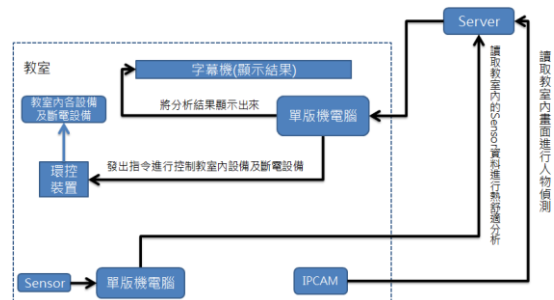 Server
教室
字幕機(顯示結果)
教室內各設備
及斷電設備
將分析結果顯示出來
單版機電腦
讀取教室內的Sensor資料進行熱舒適分析
讀取教室內畫面進行人物偵測
環控
裝置
發出指令進行控制教室內設備及斷電設備
Sensor
單版機電腦
IPCAM